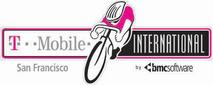 T··Mobile· INTERNATIONAL
San Francisco by bmcsoftware